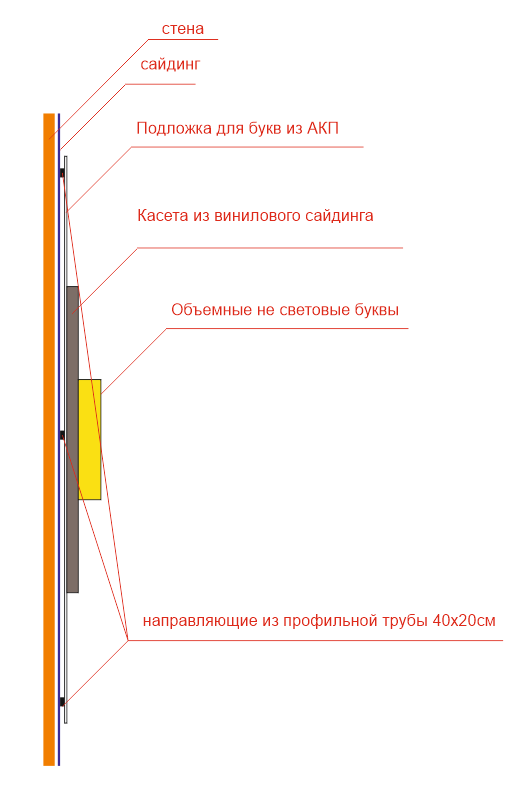 стена
сайдинг
Подложка для букв из АКП
Касета из винилового сайдинга
Объемные не световые буквы
направляющие из профильной трубы 40х20см